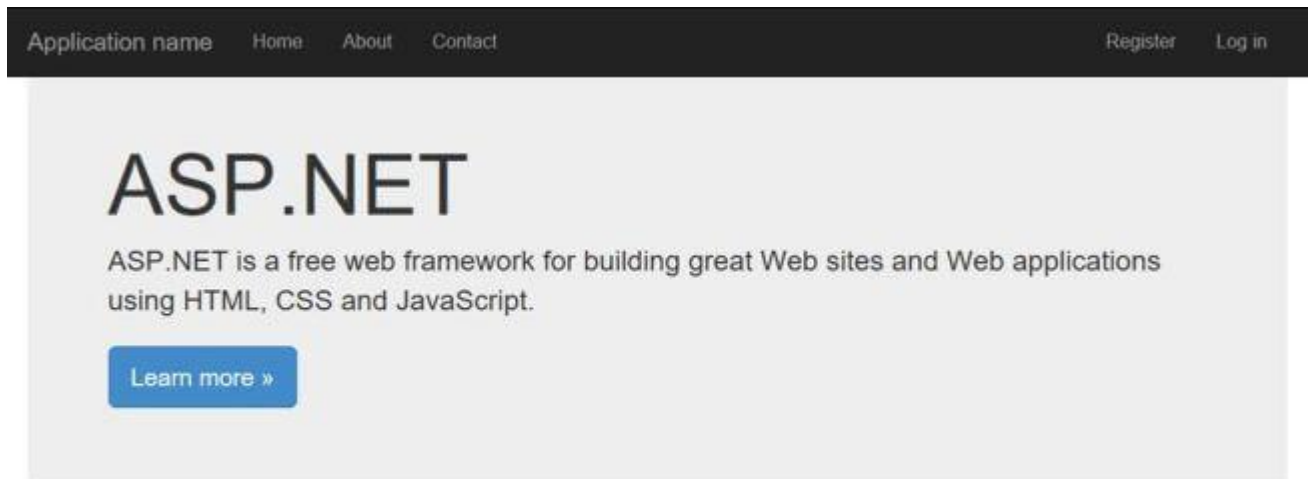 Application name Home About Contact Register Log in
ASP.NET
ASP.NET is a free web framework for building great Web sites and Web applications
using HTML, CSS and JavaScript.
Learn more »